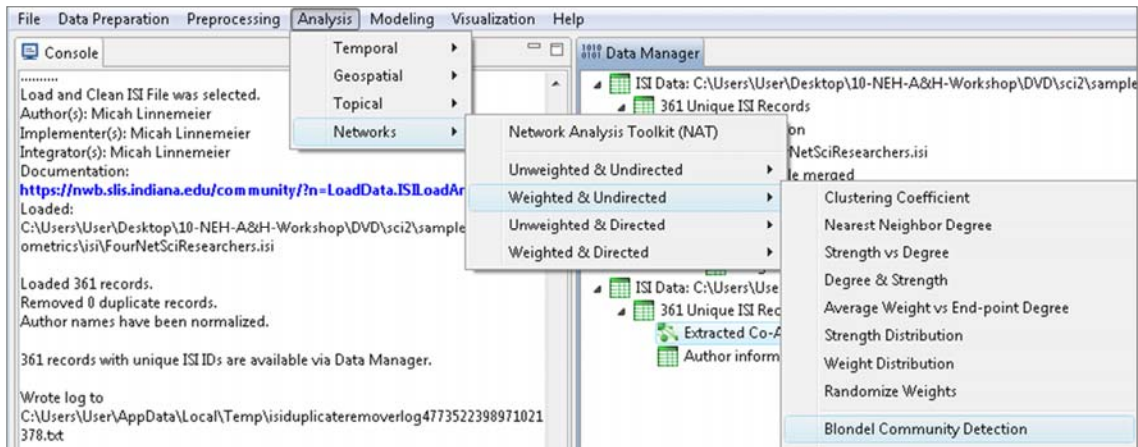 File Data Preparation Preprocessing Analysis Modeling Visualization Help
Console
..........
Load and Clean ISI File was selected.
Author(s): Micah Linnemeier
Implementer(s): Micah Linnemeier
Integrator(s): Micah Linnemeier
Documentation:
https://nwb.slis.indiana.edu/community/?n=LoadData.ISILoadAn
Loaded:
C:\Users\User\Desktop\10-NEH-A&H-Workshop\DVD\sci2\sample
ometrics\isi\FourNetSciResearchers.isi
Loaded 361 records.
Removed 0 duplicate records.
Author names have been normalized.
361 records with unique ISI IDs are available via Data Manager.
Wrote log to
C:\Users\User\AppData\Local\Temp\isiduplicateremoverlog4773522398971021
378.txt
Temporal
Geospatial
Topical
Networks
Network Analysis Toolkit (NAT)
Unweighted & Undirected
Weighted & Undirected
Unweighted & Directed
Weighted & Directed
Clustering Coefficient
Nearest Neighbor Degree
Strength vs Degree
Degree & Strength
Average Weight vs End-point Degree
Strength Distribution
Weight Distribution
Randomize Weights
Blondel Community Detection
Data Manager
ISI Data: C:\Users\User\Desktop\10-NEH-A&H-Workshop\DVD\sci2\sample
361 Unique ISI Records
on
NetSciResearchers.isi
le merged
ISI Data: C:\Users\Use
361 Unique ISI Rec
Extracted Co-A
Author inform